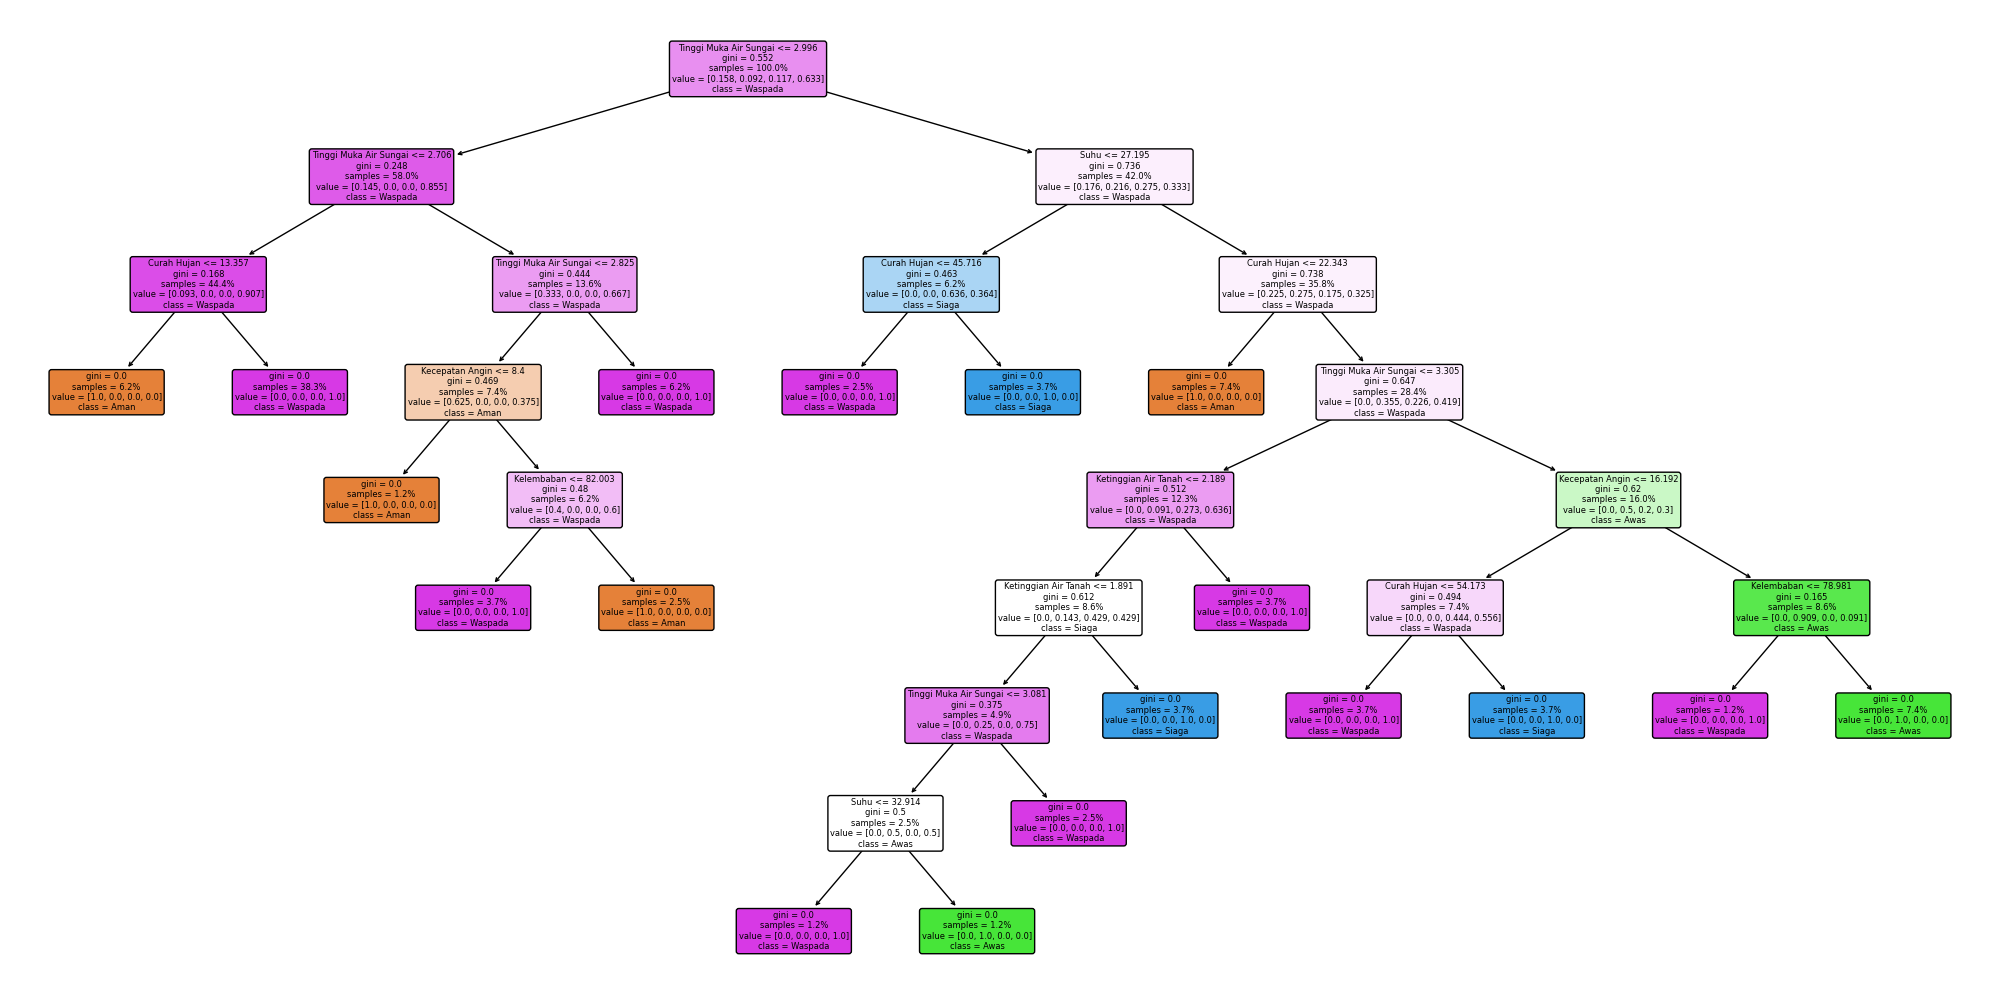 Tinggi Muka Air Sungai <= 2.996
gini = 0.552
samples = 100.0%
value = [0.158, 0.092, 0.117, 0.633]
class = Waspada
Tinggi Muka Air Sungai <= 2.706
gini = 0.248
samples = 58.0%
value = [0.145, 0.0, 0.0, 0.855]
class = Waspada
Suhu <= 27.195
gini = 0.736
samples = 42.0%
value = [0.176, 0.216, 0.275, 0.333]
class = Waspada
Curah Hujan <= 13.357
gini = 0.168
samples = 44.4%
value = [0.093, 0.0, 0.0, 0.907]
class = Waspada
Tinggi Muka Air Sungai <= 2.825
gini = 0.444
samples = 13.6%
value = [0.333, 0.0, 0.0, 0.667]
class = Waspada
Curah Hujan <= 45.716
gini = 0.463
samples = 6.2%
value = [0.0, 0.0, 0.636, 0.364]
class = Siaga
Curah Hujan <= 22.343
gini = 0.738
samples = 35.8%
value = [0.225, 0.275, 0.175, 0.325]
class = Waspada
gini = 0.0
samples = 6.2%
value = [1.0, 0.0, 0.0, 0.0]
class = Aman
gini = 0.0
samples = 38.3%
value = [0.0, 0.0, 0.0, 1.0]
class = Waspada
Kecepatan Angin <= 8.4
gini = 0.469
samples = 7.4%
value = [0.625, 0.0, 0.0, 0.375]
class = Aman
gini = 0.0
samples = 6.2%
value = [0.0, 0.0, 0.0, 1.0]
class = Waspada
gini = 0.0
samples = 2.5%
value = [0.0, 0.0, 0.0, 1.0]
class = Waspada
gini = 0.0
samples = 3.7%
value = [0.0, 0.0, 1.0, 0.0]
class = Siaga
gini = 0.0
samples = 7.4%
value = [1.0, 0.0, 0.0, 0.0]
class = Aman
Tinggi Muka Air Sungai <= 3.305
gini = 0.647
samples = 28.4%
value = [0.0, 0.355, 0.226, 0.419]
class = Waspada
gini = 0.0
samples = 1.2%
value = [1.0, 0.0, 0.0, 0.0]
class = Aman
Kelembaban <= 82.003
gini = 0.48
samples = 6.2%
value = [0.4, 0.0, 0.0, 0.6]
class = Waspada
Ketinggian Air Tanah <= 2.189
gini = 0.512
samples = 12.3%
value = [0.0, 0.091, 0.273, 0.636]
class = Waspada
Kecepatan Angin <= 16.192
gini = 0.62
samples = 16.0%
value = [0.0, 0.5, 0.2, 0.3]
class = Awas
gini = 0.0
samples = 3.7%
value = [0.0, 0.0, 0.0, 1.0]
class = Waspada
gini = 0.0
samples = 2.5%
value = [1.0, 0.0, 0.0, 0.0]
class = Aman
Ketinggian Air Tanah <= 1.891
gini = 0.612
samples = 8.6%
value = [0.0, 0.143, 0.429, 0.429]
class = Siaga
gini = 0.0
samples = 3.7%
value = [0.0, 0.0, 0.0, 1.0]
class = Waspada
Curah Hujan <= 54.173
gini = 0.494
samples = 7.4%
value = [0.0, 0.0, 0.444, 0.556]
class = Waspada
Kelembaban <= 78.981
gini = 0.165
samples = 8.6%
value = [0.0, 0.909, 0.0, 0.091]
class = Awas
Tinggi Muka Air Sungai <= 3.081
gini = 0.375
samples = 4.9%
value = [0.0, 0.25, 0.0, 0.75]
class = Waspada
gini = 0.0
samples = 3.7%
value = [0.0, 0.0, 1.0, 0.0]
class = Siaga
gini = 0.0
samples = 3.7%
value = [0.0, 0.0, 0.0, 1.0]
class = Waspada
gini = 0.0
samples = 3.7%
value = [0.0, 0.0, 1.0, 0.0]
class = Siaga
gini = 0.0
samples = 1.2%
value = [0.0, 0.0, 0.0, 1.0]
class = Waspada
gini = 0.0
samples = 7.4%
value = [0.0, 1.0, 0.0, 0.0]
class = Awas
Suhu <= 32.914
gini = 0.5
samples = 2.5%
value = [0.0, 0.5, 0.0, 0.5]
class = Awas
gini = 0.0
samples = 2.5%
value = [0.0, 0.0, 0.0, 1.0]
class = Waspada
gini = 0.0
samples = 1.2%
value = [0.0, 0.0, 0.0, 1.0]
class = Waspada
gini = 0.0
samples = 1.2%
value = [0.0, 1.0, 0.0, 0.0]
class = Awas